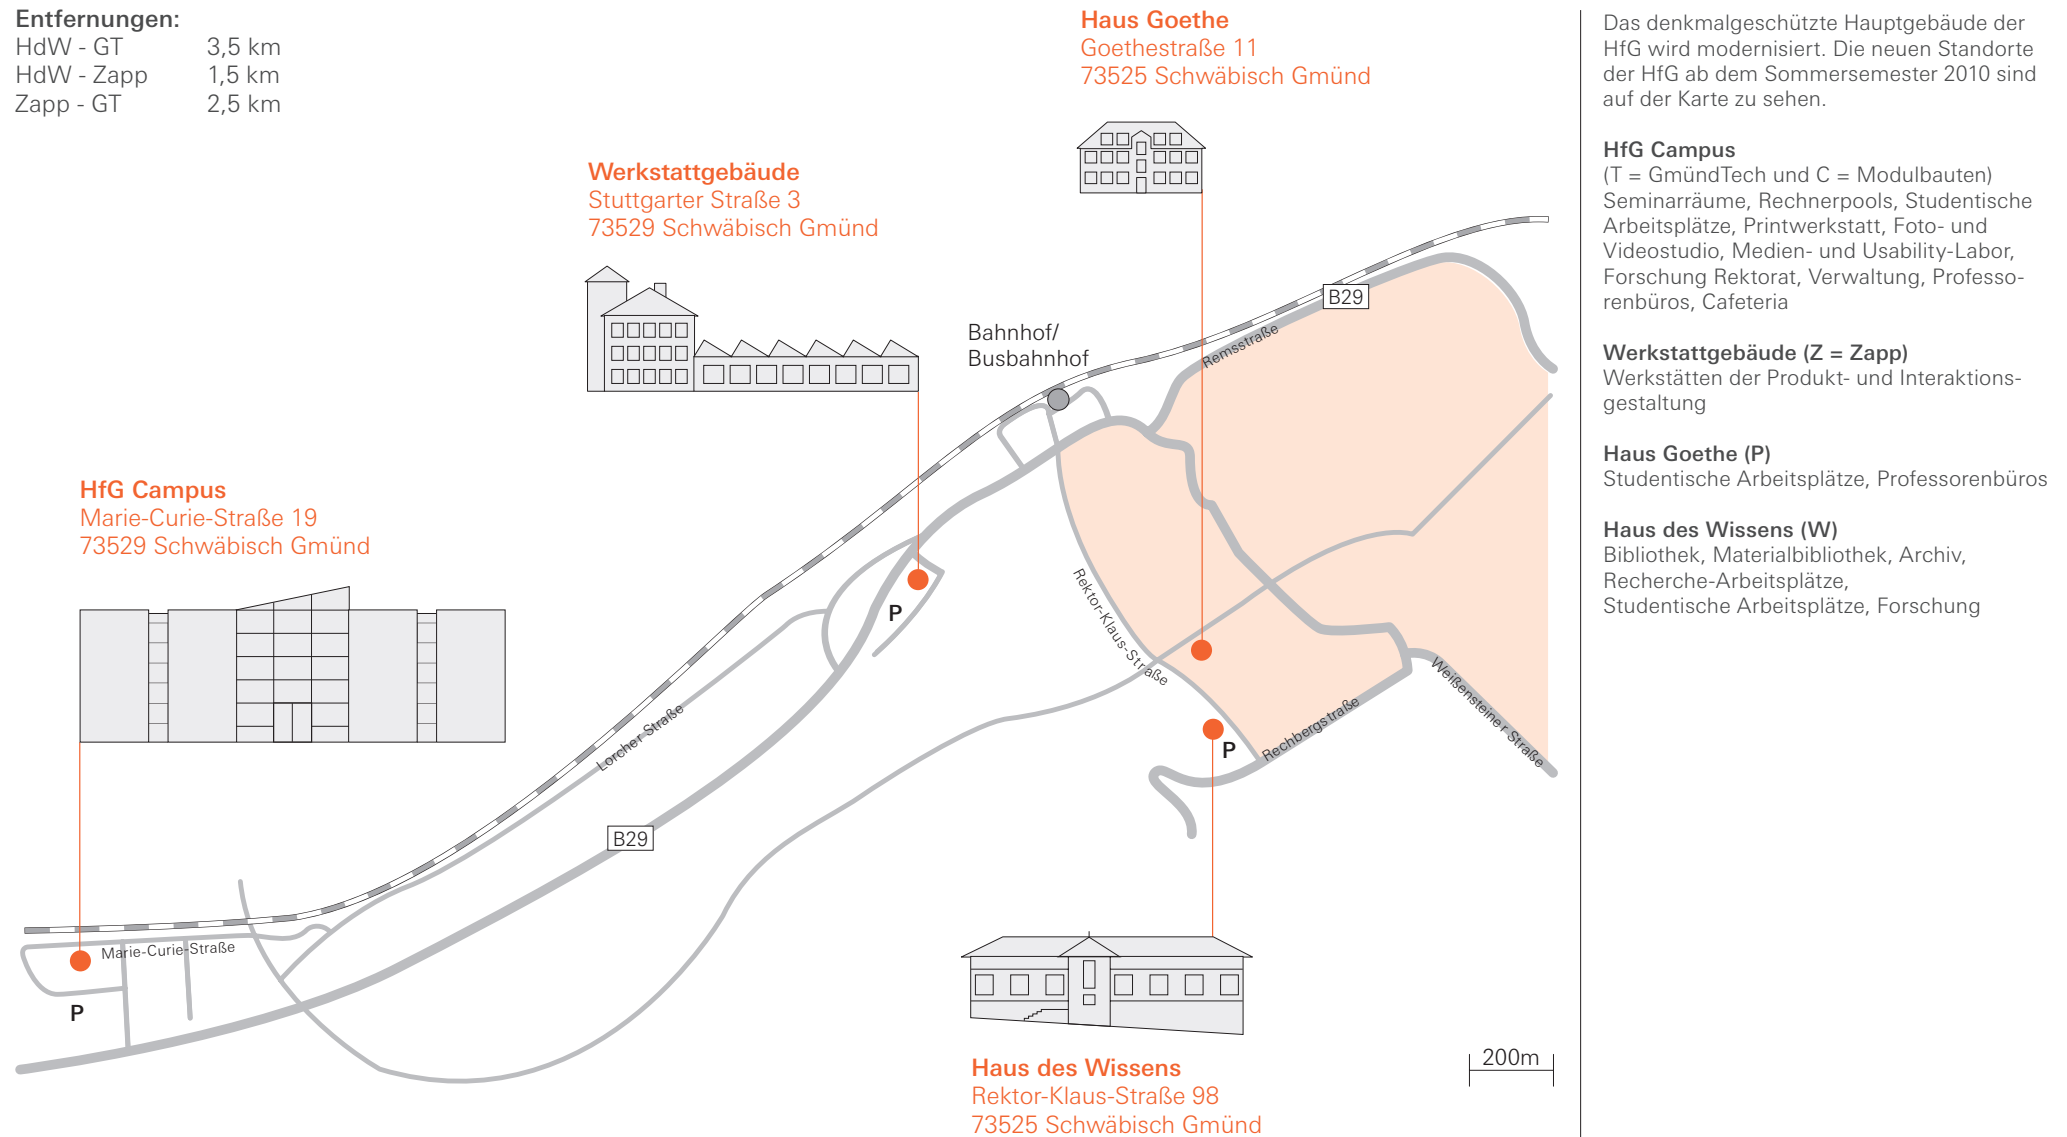 Entfernungen:
HdW - GT 3,5 km
HdW - Zapp 1,5 km
Zapp - GT 2,5 km
Haus Goethe
Goethestraße 11
73525 Schwäbisch Gmünd
Werkstattgebäude
Stuttgarter Straße 3
73529 Schwäbisch Gmünd
HfG Campus
Marie-Curie-Straße 19
73529 Schwäbisch Gmünd
Bahnhof/
Busbahnhof
B29
Remsstraße
P
Rektor-Klaus-Straße
Lorcher Straße
Rechbergstraße
Weißensteiner Straße
P
B29
Marie-Curie-Straße
P
Haus des Wissens
Rektor-Klaus-Straße 98
73525 Schwäbisch Gmünd
200m
Das denkmalgeschützte Hauptgebäude der
HfG wird modernisiert. Die neuen Standorte
der HfG ab dem Sommersemester 2010 sind
auf der Karte zu sehen.
HfG Campus
(T = GmündTech und C = Modulbauten)
Seminarräume, Rechnerpools, Studentische
Arbeitsplätze, Printwerkstatt, Foto- und
Videostudio, Medien- und Usability-Labor,
Forschung Rektorat, Verwaltung, Professo-
renbüros, Cafeteria
Werkstattgebäude (Z = Zapp)
Werkstätten der Produkt- und Interaktions-
gestaltung
Haus Goethe (P)
Studentische Arbeitsplätze, Professorenbüros
Haus des Wissens (W)
Bibliothek, Materialbibliothek, Archiv,
Recherche-Arbeitsplätze,
Studentische Arbeitsplätze, Forschung